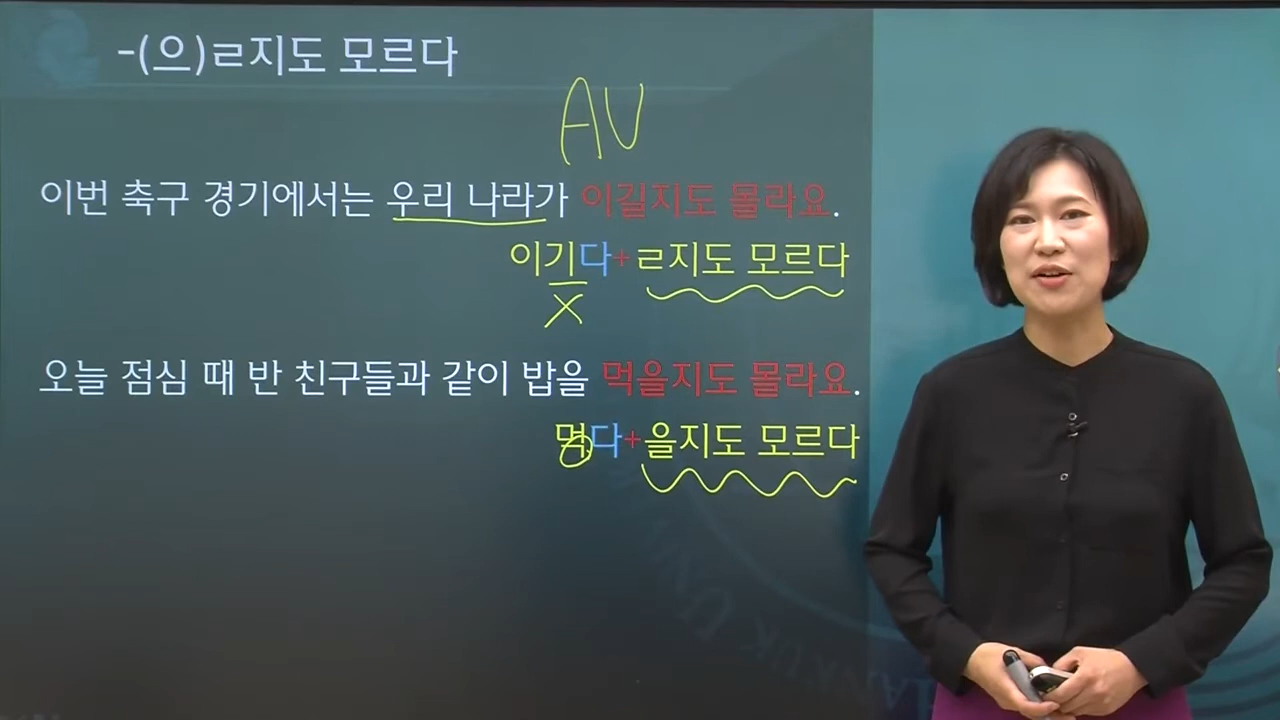 -(으)ㄹ지도 모르다
AV
이번 축구 경기에서는 우리 나라가 이길지도 몰라요.
이기다+ㄹ지도 모르다
X
오늘 점심 때 반 친구들과 같이 밥을 먹을지도 몰라요.
먹다+을지도 모르다